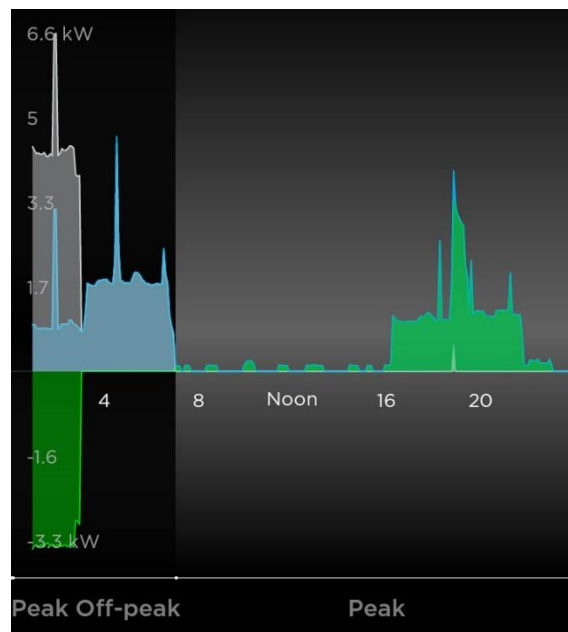 6.6 kW
5
3.3
1.7
4 8 Noon 16 20
-1.6
-3.3 kW
Peak Off-peak Peak